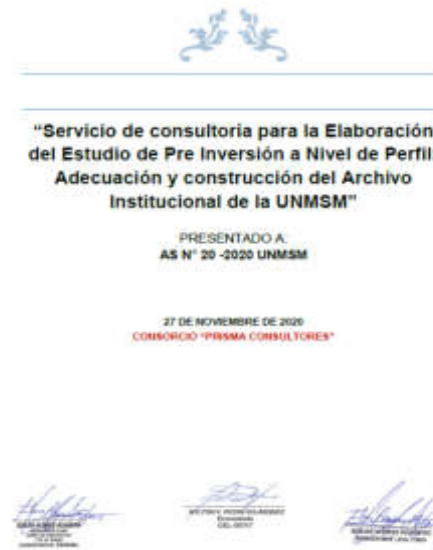 “Servicio de consultoria para la Elaboración
del Estudio de Pre Inversión a Nivel de Perfil:
Adecuación y construcción del Archivo
Institucional de la UNMSM”
PRESENTADO A:
AS N° 20 -2020 UNMSM
27 DE NOVIEMBRE DE 2020
CONSORCIO “PRISMA CONSULTORES”
Economista